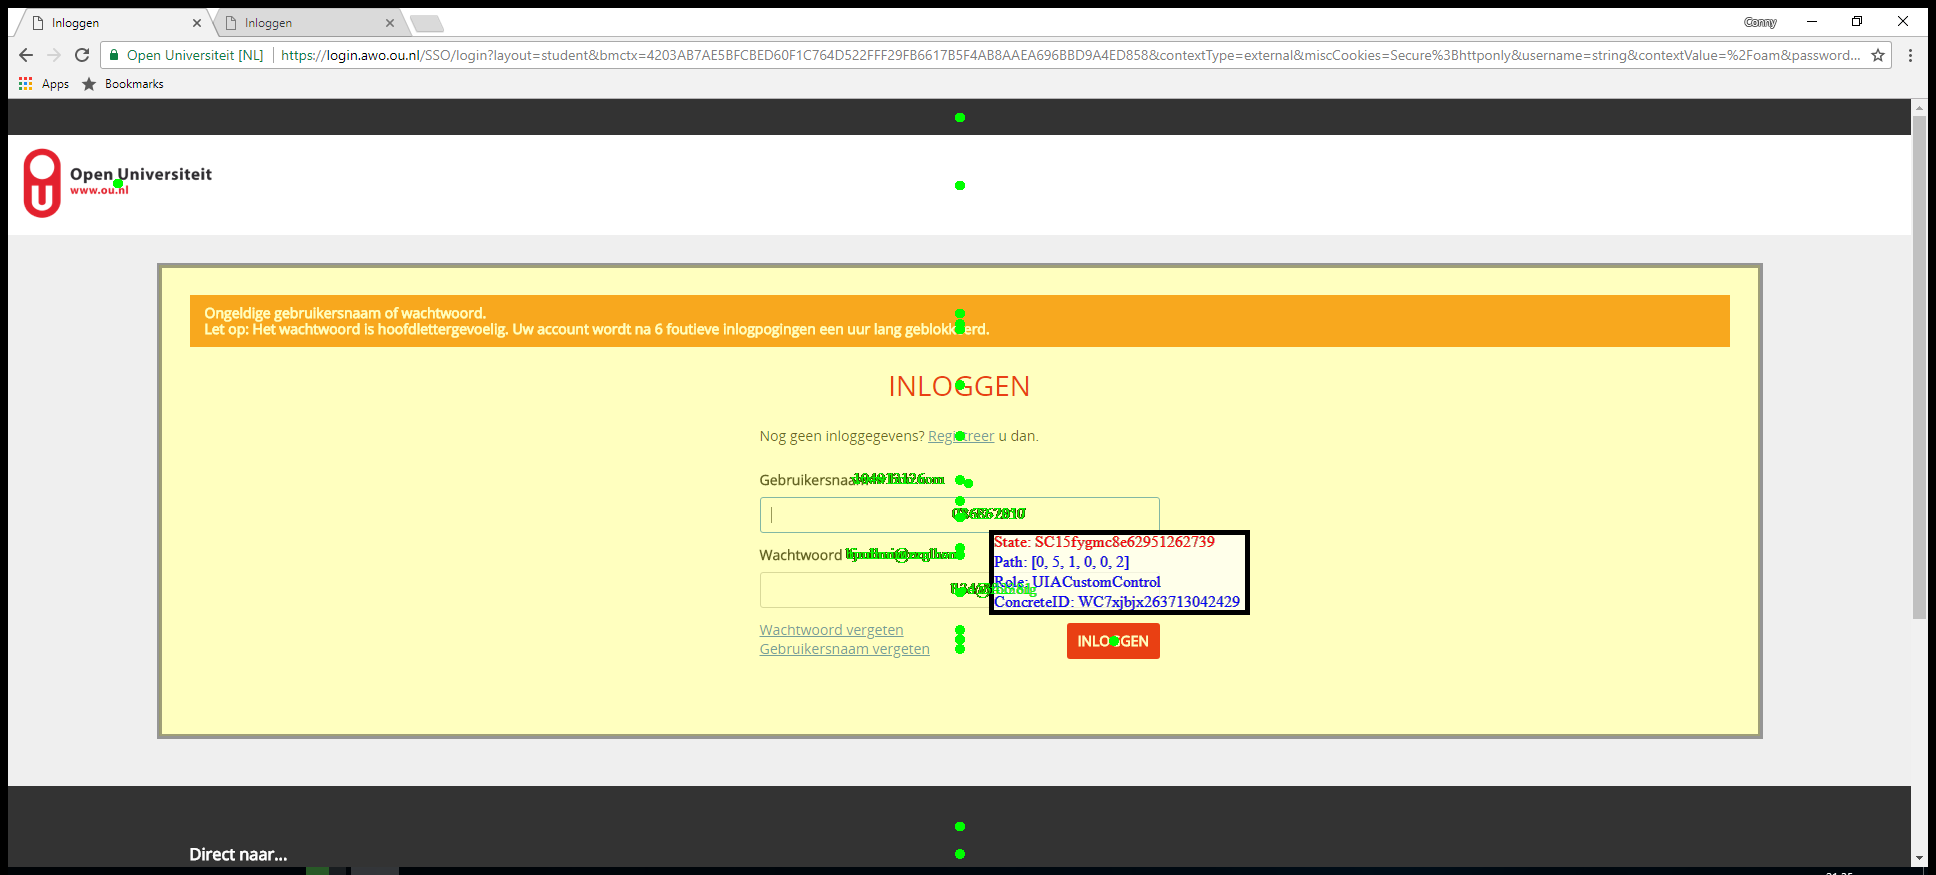 Inloggen
Inloggen
Conny
Open Universiteit [NL]
https://login.awo.ou.nl/SSO/login?layout=student&bmctx=4203AB7AE5BFCBED60F1C764D522FFF29FB6617B5F4AB8AAEA696BBD9A4ED858&contextType=external&miscCookies=Secure%3Bhttponly&username=string&contextValue=%2Foam&password...
Apps
Bookmarks
Open Universiteit
www.ou.nl
Ongeldige gebruikersnaam of wachtwoord.
Let op: Het wachtwoord is hoofdlettergevoelig. Uw account wordt na 6 foutieve inlogpogingen een uur lang geblokkeerd.
INLOGGEN
Nog geen inloggegevens? Registreer u dan.
Gebruikersnaam
Wachtwoord
State: SC15fygmc8e62951262739
Path: [0, 5, 1, 0, 0, 2]
Role: UIACustomControl
ConcreteID: WC7xjbjx263713042429
Wachtwoord vergeten
Gebruikersnaam vergeten
INLOGGEN
Direct naar...